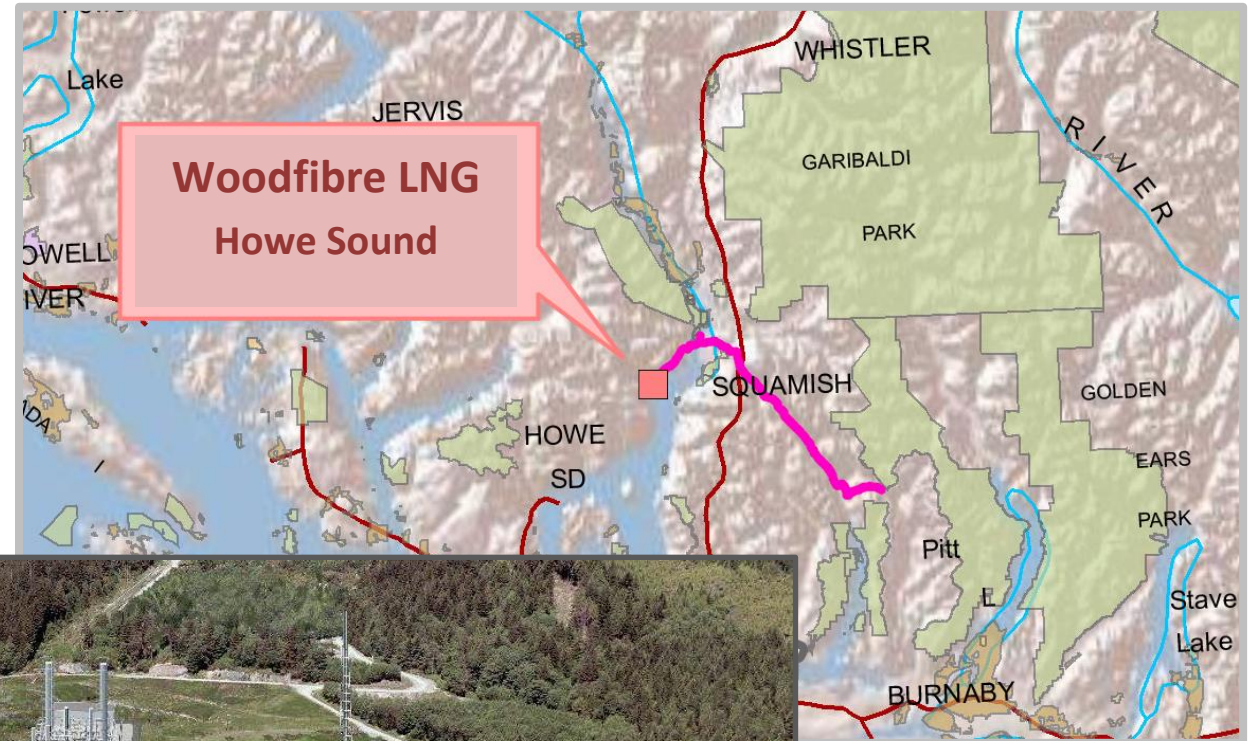 Lake
JERVIS
WHISTLER
RIVER
GARIBALDI
PARK
Woodfibre LNG
Howe Sound
OWELL
IVER
SQUAMISH
GOLDEN
EARS
PARK
HOWE
SD
DA
I
Pitt
L
Stave
Lake
BURNABY